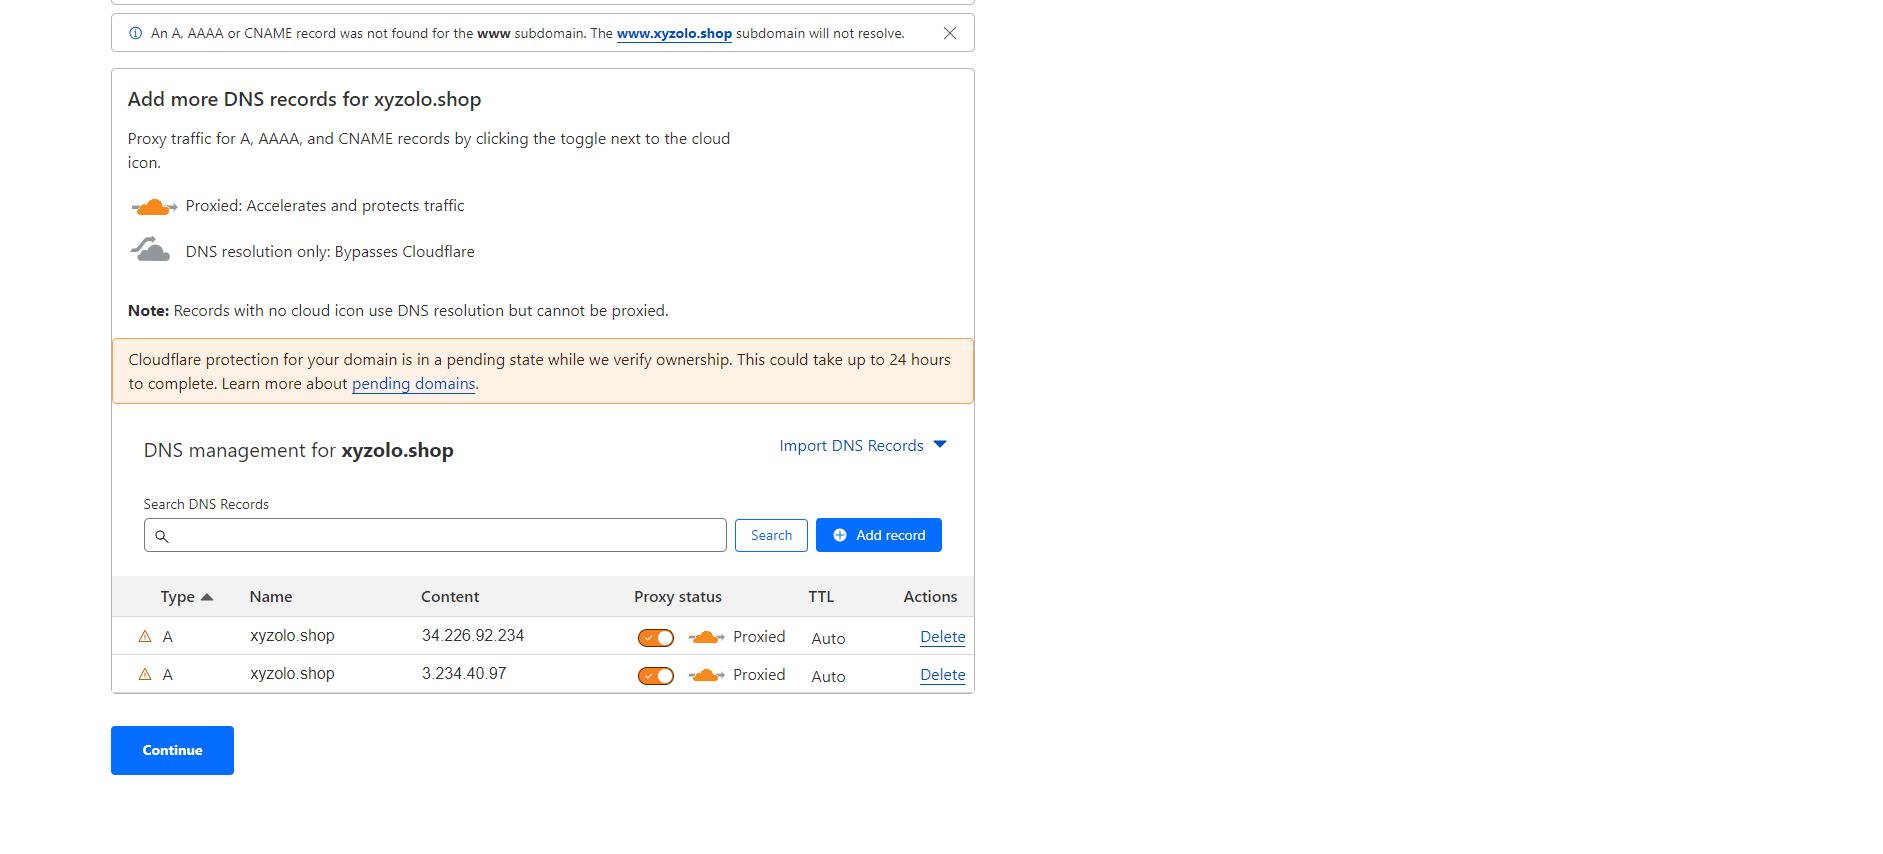 An A, AAAA or CNAME record was not found for the www subdomain. The www.xyzolo.shop subdomain will not resolve.
Add more DNS records for xyzolo.shop
Proxy traffic for A, AAAA, and CNAME records by clicking the toggle next to the cloud
icon.
Proxied: Accelerates and protects traffic
DNS resolution only: Bypasses Cloudflare
Note: Records with no cloud icon use DNS resolution but cannot be proxied.
Cloudflare protection for your domain is in a pending state while we verify ownership. This could take up to 24 hours
to complete. Learn more about pending domains.
DNS management for xyzolo.shop
Import DNS Records
Search DNS Records
Search
Add record
Type Name Content Proxy status TTL Actions
A xyzolo.shop 34.226.92.234 Proxied Auto Delete
A xyzolo.shop 3.234.40.97 Proxied Auto Delete
Continue